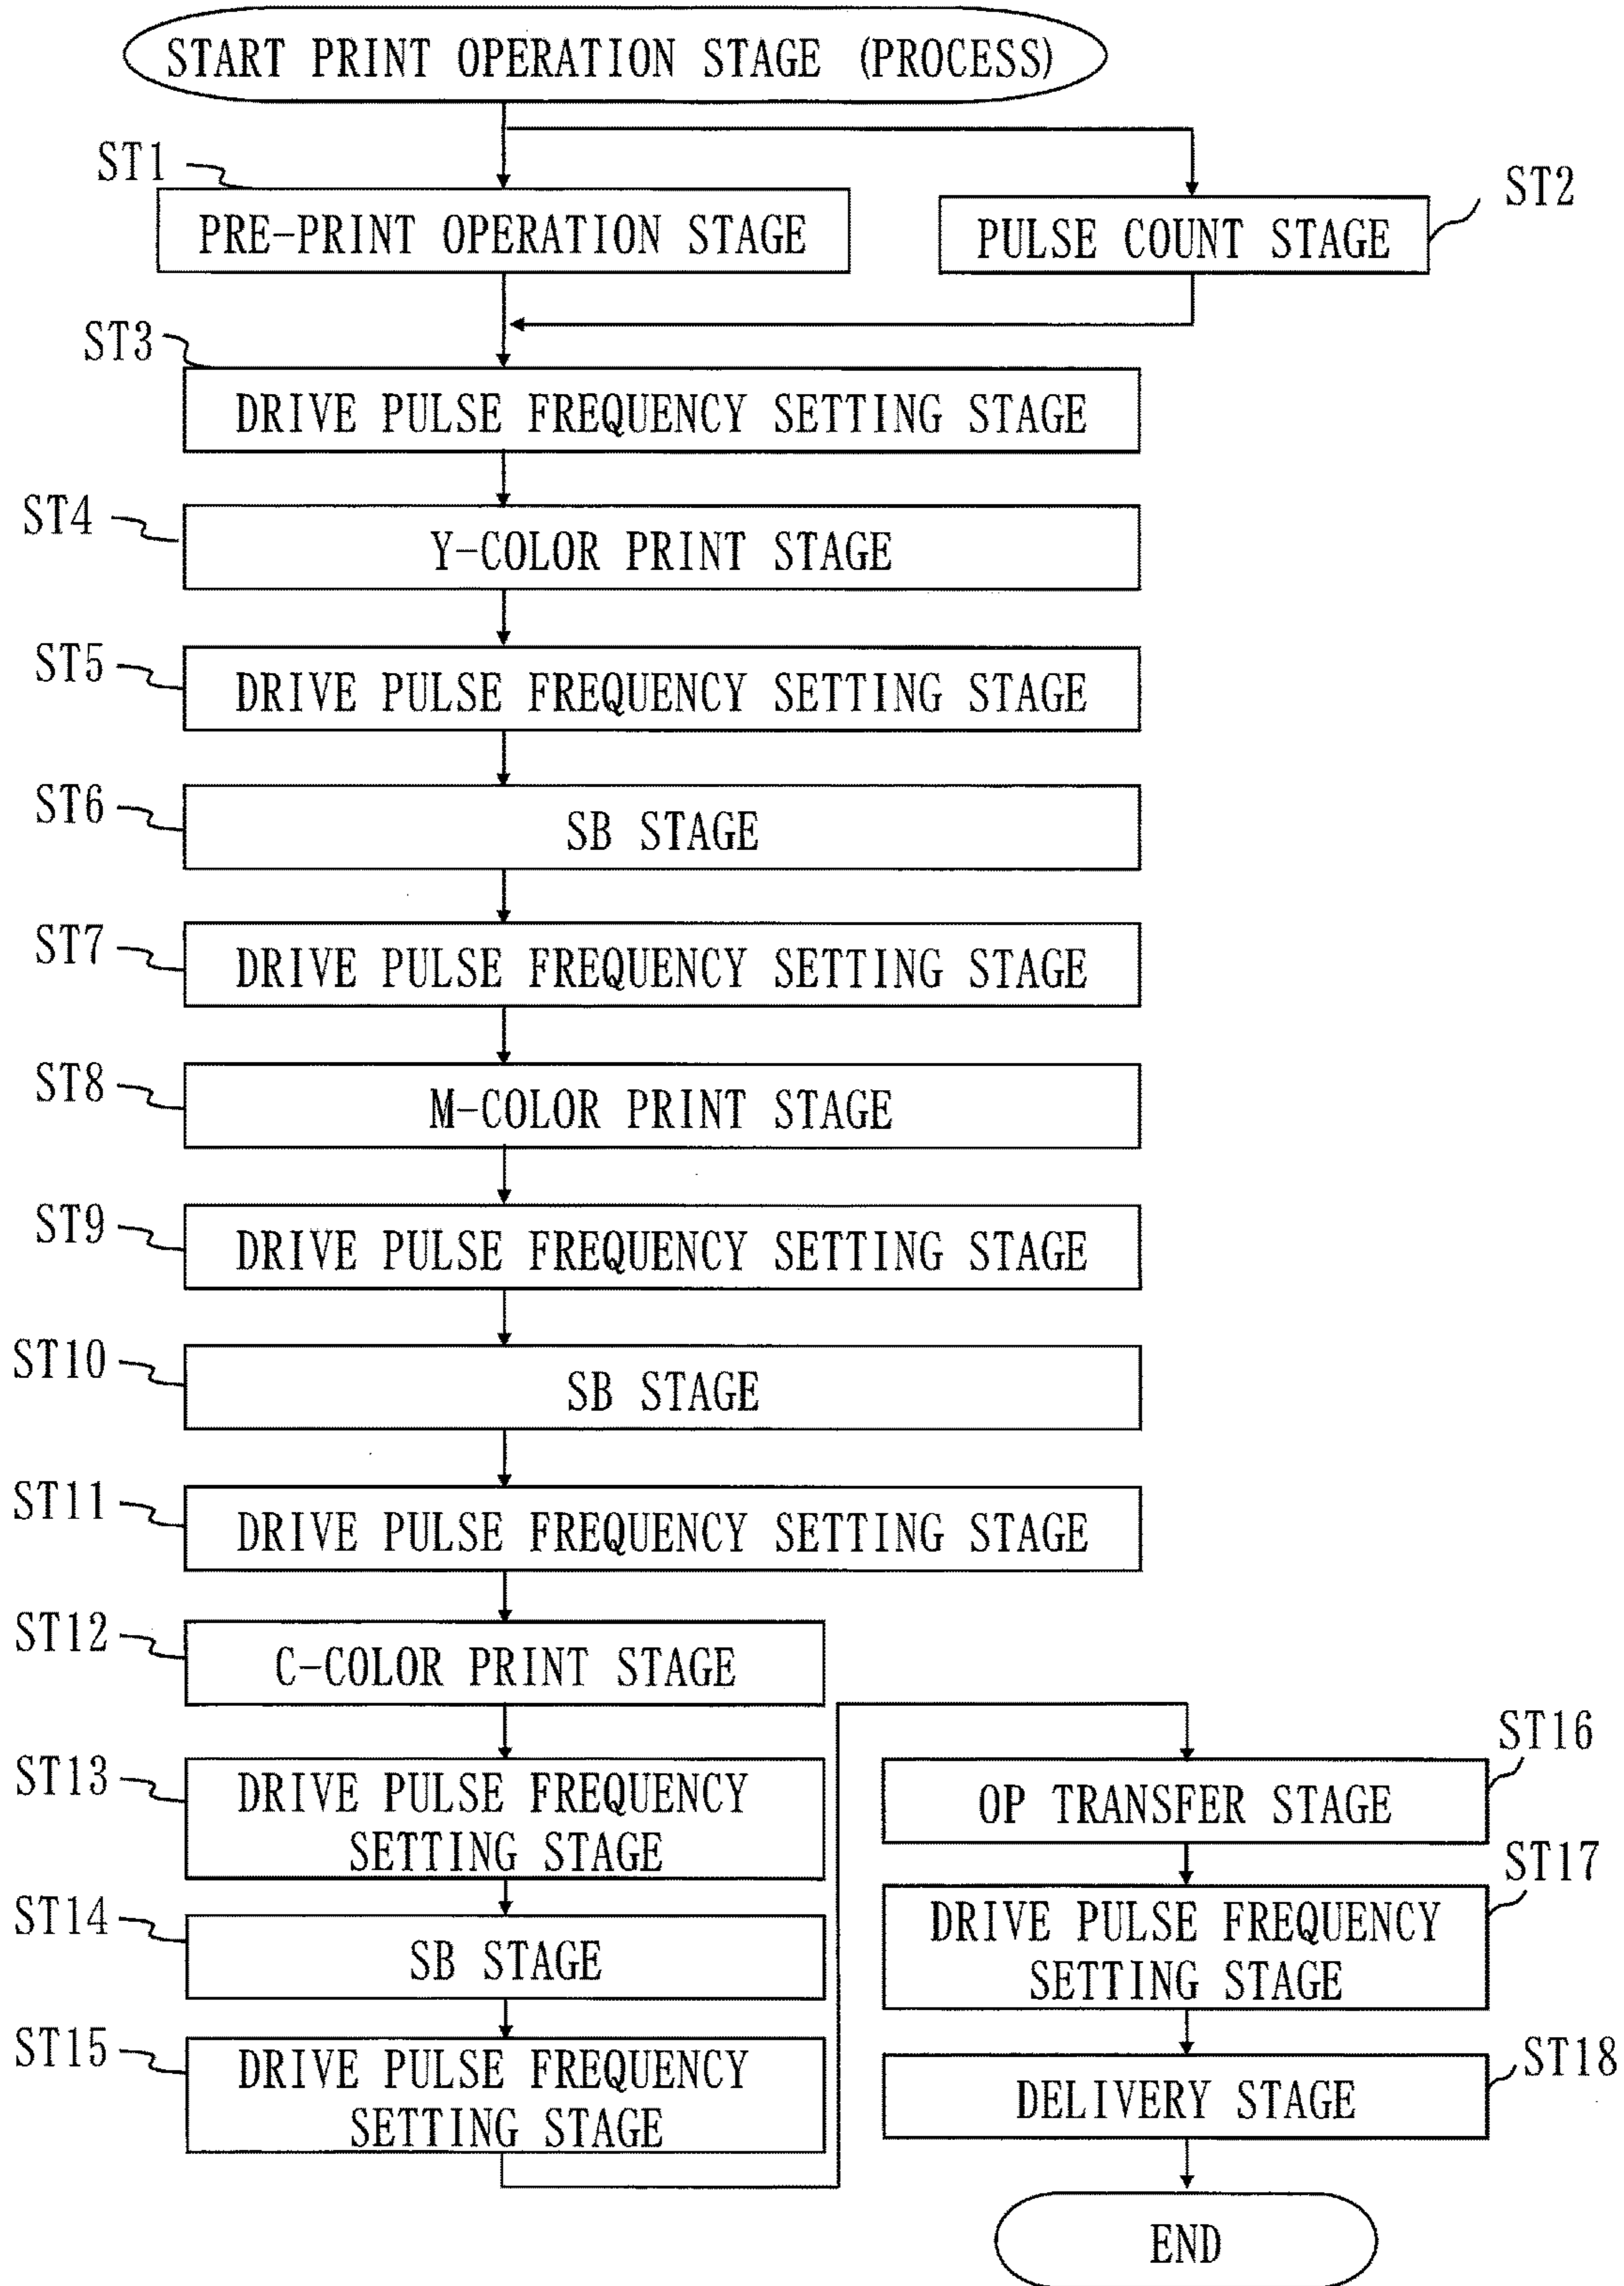 START PRINT OPERATION STAGE (PROCESS)
ST1
PRE-PRINT OPERATION STAGE
ST2
PULSE COUNT STAGE
ST3
DRIVE PULSE FREQUENCY SETTING STAGE
ST4
Y-COLOR PRINT STAGE
ST5
DRIVE PULSE FREQUENCY SETTING STAGE
ST6
SB STAGE
ST7
DRIVE PULSE FREQUENCY SETTING STAGE
ST8
M-COLOR PRINT STAGE
ST9
DRIVE PULSE FREQUENCY SETTING STAGE
ST10
SB STAGE
ST11
DRIVE PULSE FREQUENCY SETTING STAGE
ST12
C-COLOR PRINT STAGE
ST13
DRIVE PULSE FREQUENCY
SETTING STAGE
ST14
SB STAGE
ST15
DRIVE PULSE FREQUENCY
SETTING STAGE
ST16
OP TRANSFER STAGE
ST17
DRIVE PULSE FREQUENCY
SETTING STAGE
ST18
DELIVERY STAGE
END